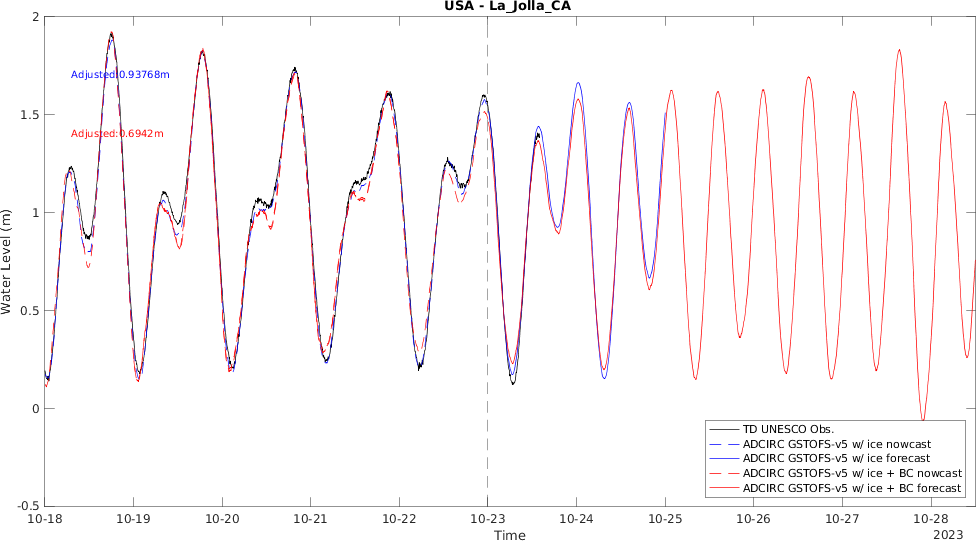 USA - La_Jolla_CA
2
Adjusted:0.93768m
1.5
Adjusted:0.6942m
1
Water Level (m)
0.5
0
-0.5
TD UNESCO Obs.
ADCIRC GSTOFS-v5 w/ ice nowcast
ADCIRC GSTOFS-v5 w/ ice forecast
ADCIRC GSTOFS-v5 w/ ice + BC nowcast
ADCIRC GSTOFS-v5 w/ ice + BC forecast
10-18 10-19 10-20 10-21 10-22 10-23 10-24 10-25 10-26 10-27 10-28
Time
2023